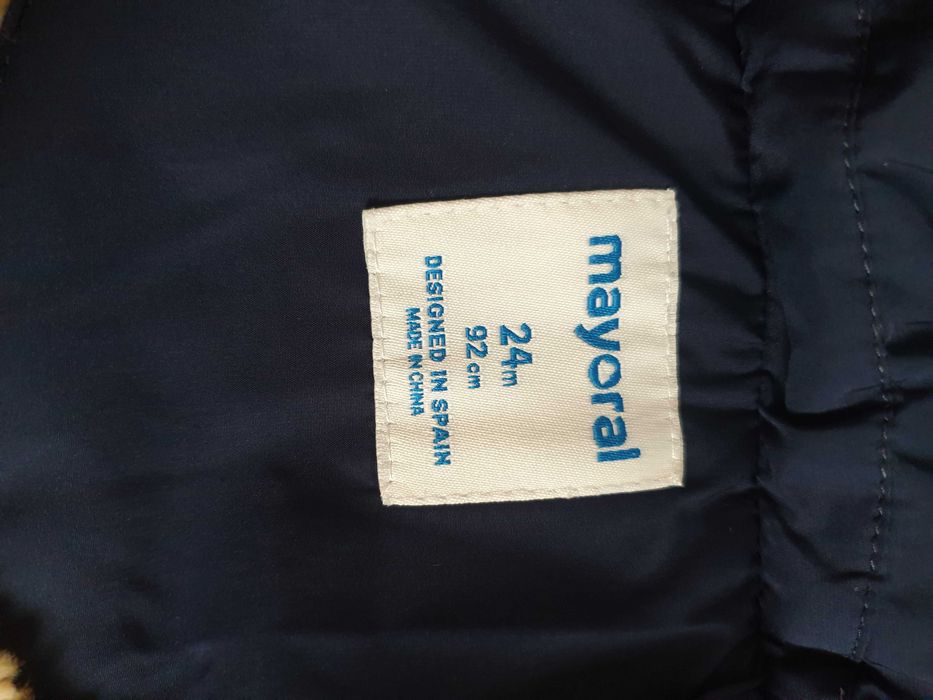 mayoral
24m
92cm
DESIGNED IN SPAIN
MADE IN CHINA